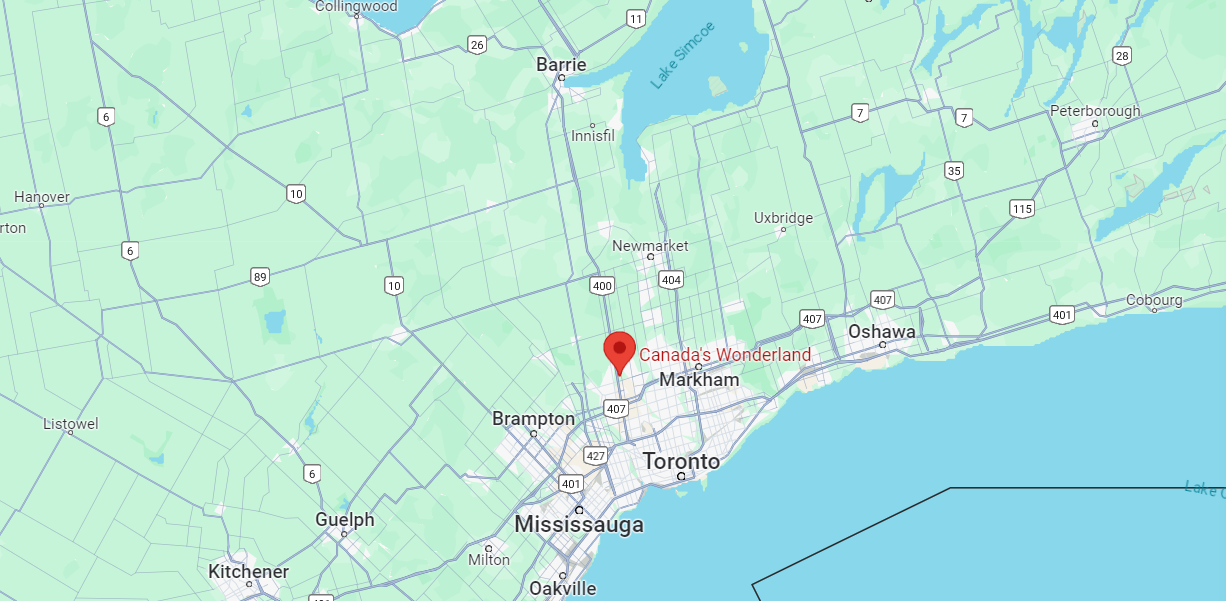 Collingwood
11
26
Barrie
Lake Simcoe
28
6
7
7
Peterborough
Innisfil
35
10
Hanover
115
rton
Uxbridge
6
Newmarket
89
10
400
404
407
407
Cobourg
401
Oshawa
Canada's Wonderland
Markham
407
Brampton
Listowel
427
Toronto
6
401
Lake O
Guelph
Mississauga
Milton
Kitchener
Oakville